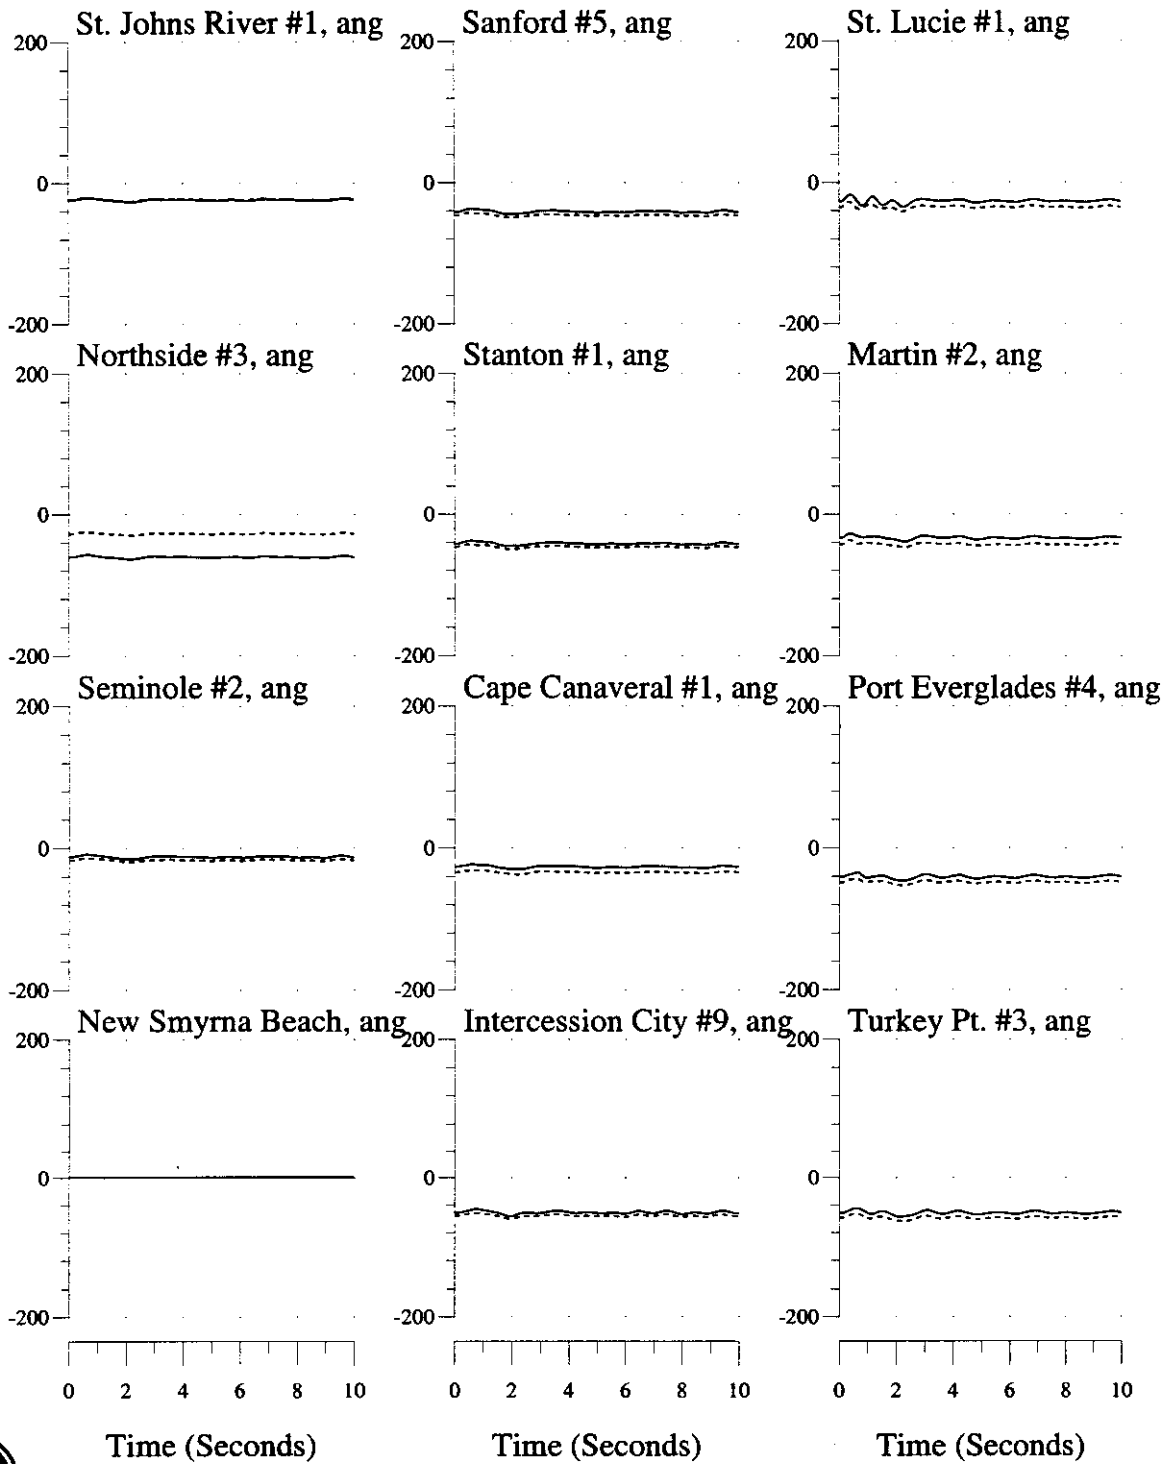 St. Johns River #1, ang
200
0
-200
Sanford #5, ang
200
0
-200
St. Lucie #1, ang
200
0
-200
Northside #3, ang
200
0
-200
Stanton #1, ang
200
0
-200
Martin #2, ang
200
0
-200
Seminole #2, ang
200
0
-200
Cape Canaveral #1, ang
200
0
-200
Port Everglades #4, ang
200
0
-200
New Smyrna Beach, ang
200
0
-200
0 2 4 6 8 10
Time (Seconds)
Intercession City #9, ang
200
0
-200
0 2 4 6 8 10
Time (Seconds)
Turkey Pt. #3, ang
200
0
-200
0 2 4 6 8 10
Time (Seconds)